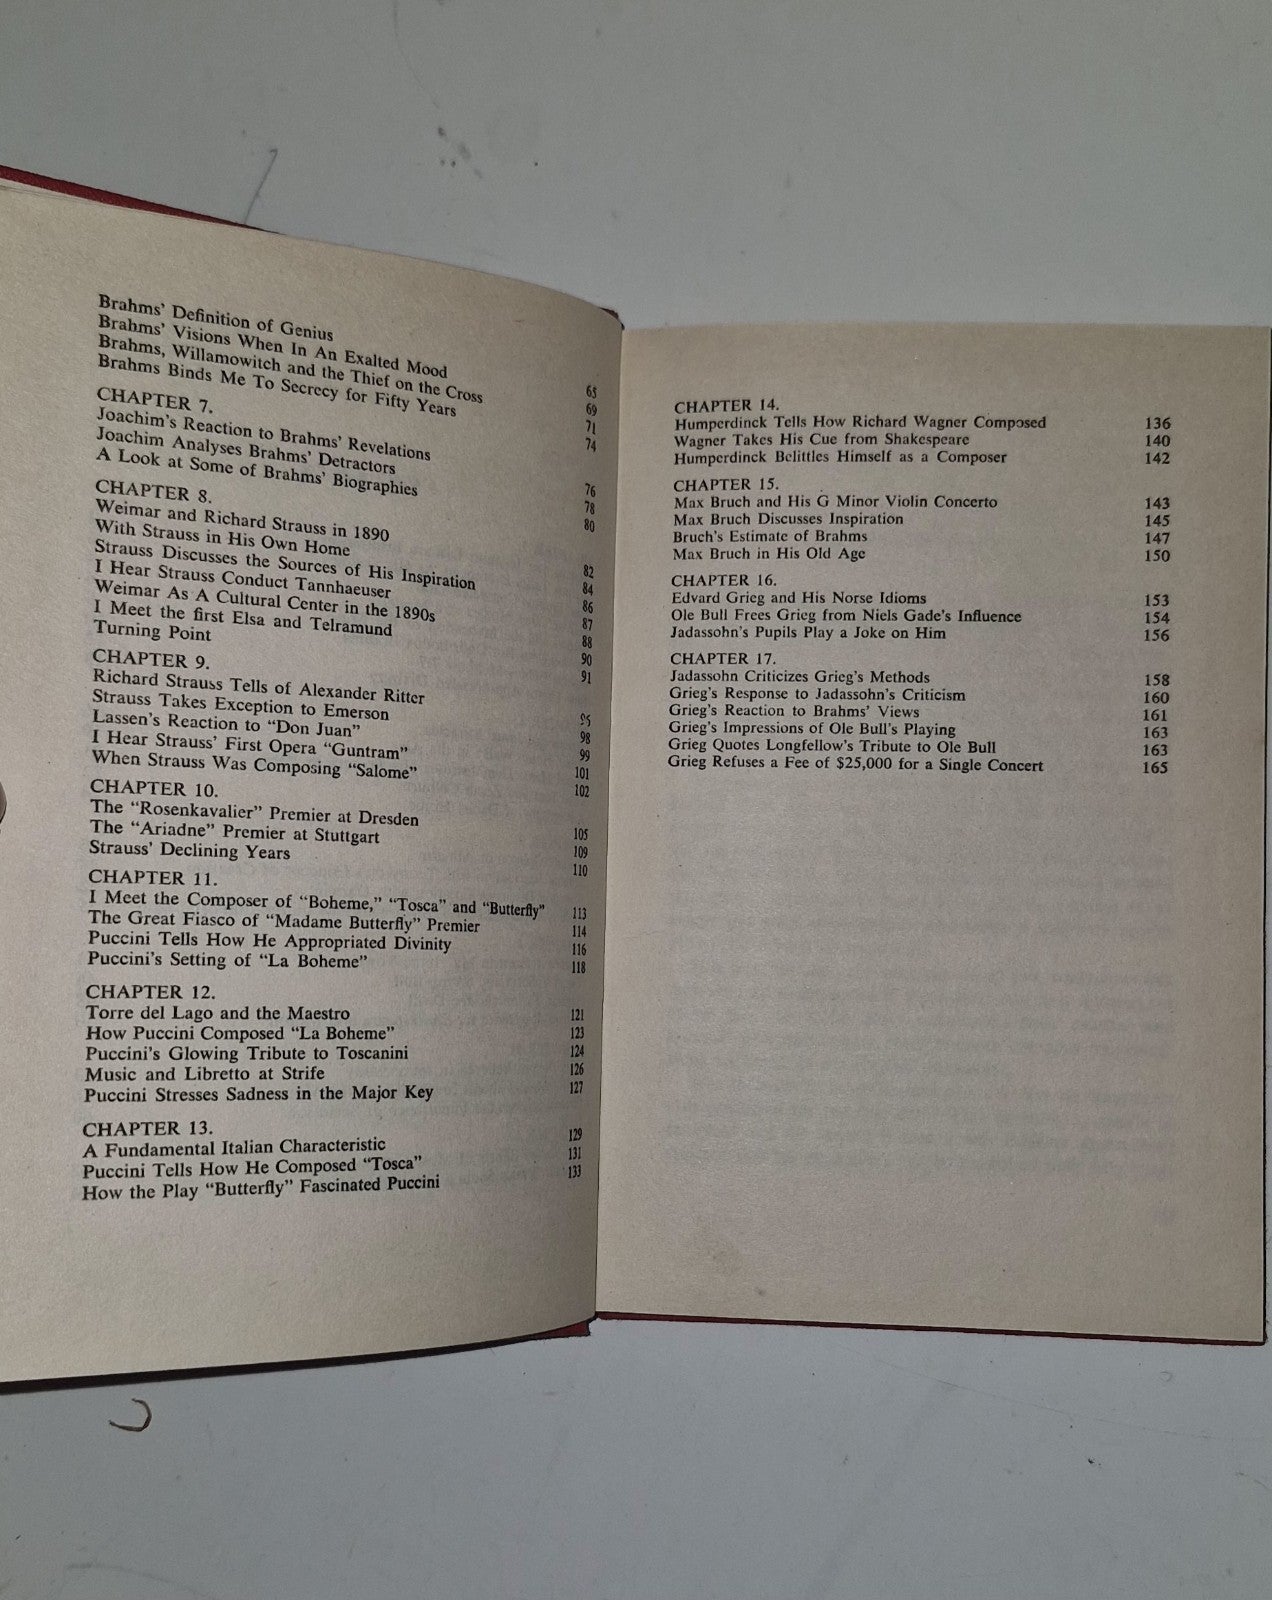 Brahms' Definition of Genius 65
Brahms' Visions When In An Exalted Mood 69
Brahms, Willamowitch and the Thief on the Cross 71
Brahms Binds Me To Secrecy for Fifty Years 74
CHAPTER 7.
Joachim's Reaction to Brahms' Revelations 76
Joachim Analyses Brahms' Detractors 78
A Look at Some of Brahms' Biographies 80
CHAPTER 8.
Weimar and Richard Strauss in 1890 82
With Strauss in His Own Home 84
Strauss Discusses the Sources of His Inspiration 86
I Hear Strauss Conduct Tannhaeuser 87
Weimar As A Cultural Center in the 1890s 88
I Meet the first Elsa and Telramund 90
Turning Point 91
CHAPTER 9.
Richard Strauss Tells of Alexander Ritter 95
Strauss Takes Exception to Emerson 98
Lassen's Reaction to "Don Juan" 99
I Hear Strauss' First Opera "Guntram" 101
When Strauss Was Composing "Salome" 102
CHAPTER 10.
The "Rosenkavalier" Premier at Dresden 105
The "Ariadne" Premier at Stuttgart 109
Strauss' Declining Years 110
CHAPTER 11.
I Meet the Composer of "Boheme," "Tosca" and "Butterfly" 113
The Great Fiasco of "Madame Butterfly" Premier 114
Puccini Tells How He Appropriated Divinity 116
Puccini's Setting of "La Boheme" 118
CHAPTER 12.
Torre del Lago and the Maestro 121
How Puccini Composed "La Boheme" 123
Puccini's Glowing Tribute to Toscanini 124
Music and Libretto at Strife 126
Puccini Stresses Sadness in the Major Key 127
CHAPTER 13.
A Fundamental Italian Characteristic 129
Puccini Tells How He Composed "Tosca" 131
How the Play "Butterfly" Fascinated Puccini 133
CHAPTER 14.
Humperdinck Tells How Richard Wagner Composed 136
Wagner Takes His Cue from Shakespeare 140
Humperdinck Belittles Himself as a Composer 142
CHAPTER 15.
Max Bruch and His G Minor Violin Concerto 143
Max Bruch Discusses Inspiration 145
Bruch's Estimate of Brahms 147
Max Bruch in His Old Age 150
CHAPTER 16.
Edvard Grieg and His Norse Idioms 153
Ole Bull Frees Grieg from Niels Gade's Influence 154
Jadassohn's Pupils Play a Joke on Him 156
CHAPTER 17.
Jadassohn Criticizes Grieg's Methods 158
Grieg's Response to Jadassohn's Criticism 160
Grieg's Reaction to Brahms' Views 161
Grieg's Impressions of Ole Bull's Playing 163
Grieg Quotes Longfellow's Tribute to Ole Bull 163
Grieg Refuses a Fee of $25,000 for a Single Concert 165